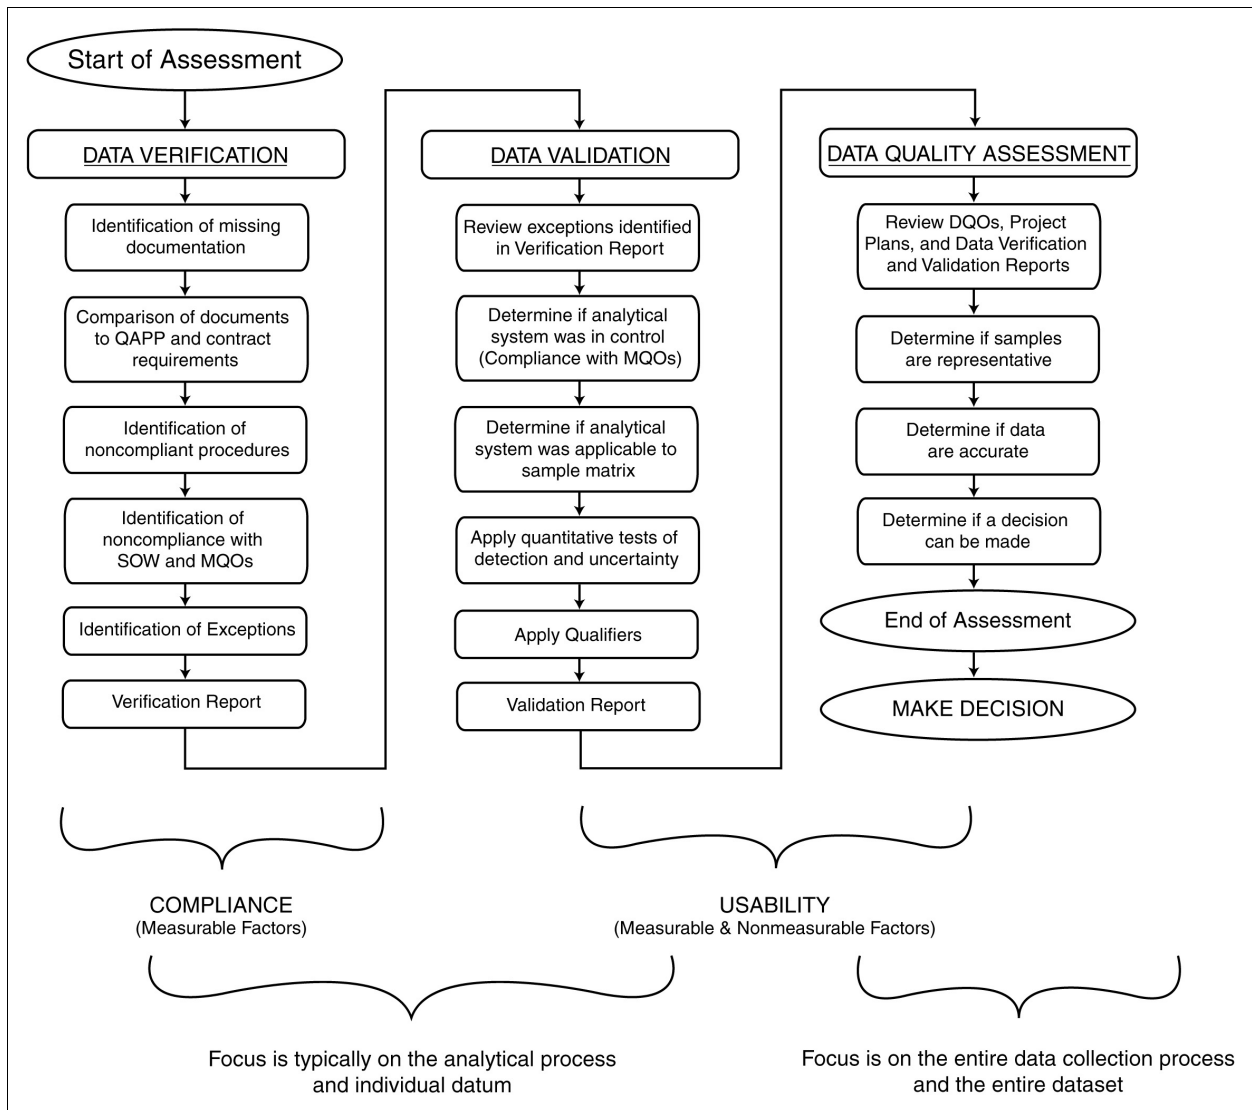 Start of Assessment
DATA VERIFICATION
Identification of missing
documentation
Comparison of documents
to QAPP and contract
requirements
Identification of
noncompliant procedures
Identification of
noncompliance with
SOW and MQOs
Identification of Exceptions
Verification Report
DATA VALIDATION
Review exceptions identified
in Verification Report
Determine if analytical
system was in control
(Compliance with MQOs)
Determine if analytical
system was applicable to
sample matrix
Apply quantitative tests of
detection and uncertainty
Apply Qualifiers
Validation Report
DATA QUALITY ASSESSMENT
Review DQOs, Project
Plans, and Data Verification
and Validation Reports
Determine if samples
are representative
Determine if data
are accurate
Determine if a decision
can be made
End of Assessment
MAKE DECISION
COMPLIANCE
(Measurable Factors)
USABILITY
(Measurable & Nonmeasurable Factors)
Focus is typically on the analytical process
and individual datum
Focus is on the entire data collection process
and the entire dataset